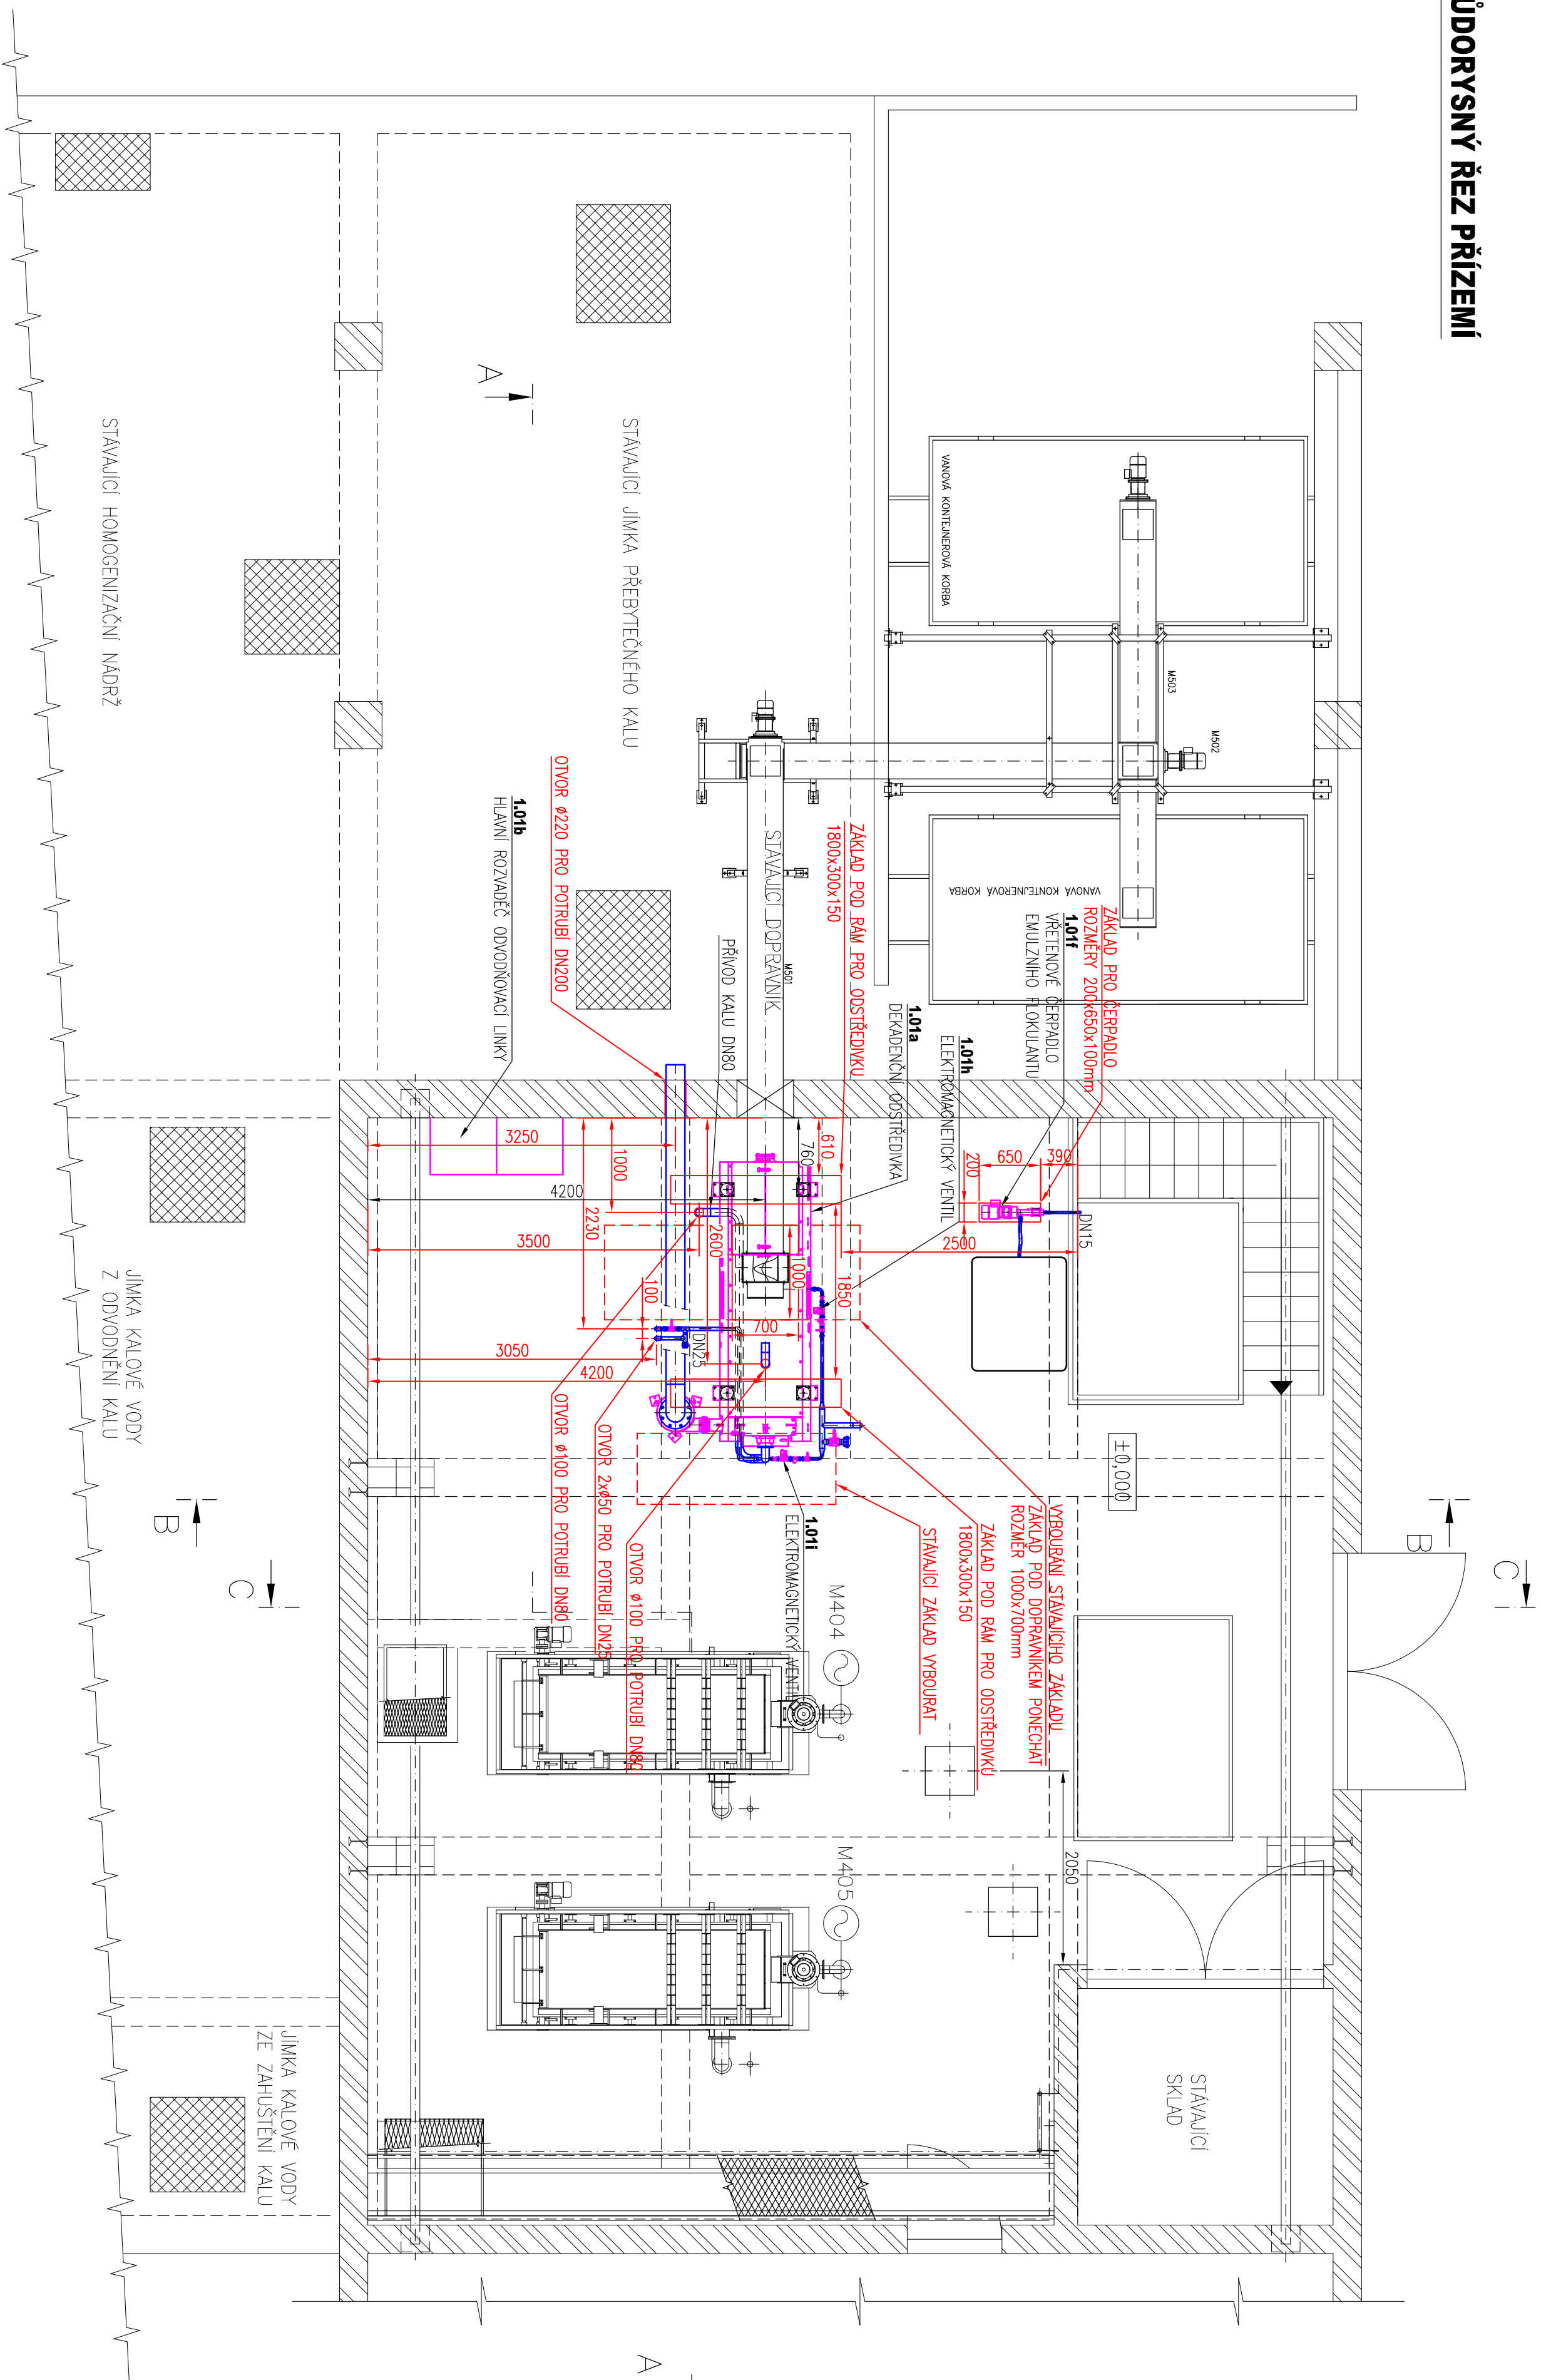 ŮDORYSNÝ ŘEZ PŘÍZEMÍ
C
B
VANOVÁ KONTEJNEROVÁ KORBA
M503
M502
VANOVÁ KONTEJNEROVÁ KORBA
ZÁKLAD PRO ČERPADLO
ROZMĚRY 200x650x100mm
1.01f
VŘETENOVÉ ČERPADLO
EMULZNÍHO FLOKULANTU
1.01h
ELEKTROMAGNETICKÝ VENTIL
1.01a
DEKADENČNÍ ODSTŘEDIVKA
ZÁKLAD POD RÁM PRO ODSTŘEDIVKU
1800x300x150
M501
STÁVAJÍCÍ DOPRAVNÍK
PŘÍVOD KALU DN80
STÁVAJÍCÍ JÍMKA PŘEBYTEČNÉHO KALU
OTVOR ø220 PRO POTRUBÍ DN200
1.01b
HLAVNÍ ROZVADĚČ ODVODŇOVACÍ LINKY
A
STÁVAJÍCÍ HOMOGENIZAČNÍ NÁDRŽ
DN15
390
650
200
2500
610
760
1850
1000
700
2600
1000
2230
100
DN25
3250
4200
3500
3050
4200
±0,000
VYBOURÁNÍ STÁVAJÍCÍHO ZÁKLADU
ZÁKLAD POD DOPRAVNÍKEM PONECHAT
ROZMĚR 1000x700mm
ZÁKLAD POD RÁM PRO ODSTŘEDIVKU
1800x300x150
STÁVAJÍCÍ ZÁKLAD VYBOURAT
1.01i
ELEKTROMAGNETICKÝ VENTIL
OTVOR ø100 PRO POTRUBÍ DN80
OTVOR 2xø50 PRO POTRUBÍ DN25
OTVOR ø100 PRO POTRUBÍ DN80
M404
M405
2050
STÁVAJÍCÍ
SKLAD
JÍMKA KALOVÉ VODY
Z ODVODNĚNÍ KALU
B
C
JÍMKA KALOVÉ VODY
ZE ZAHUŠTĚNÍ KALU
A